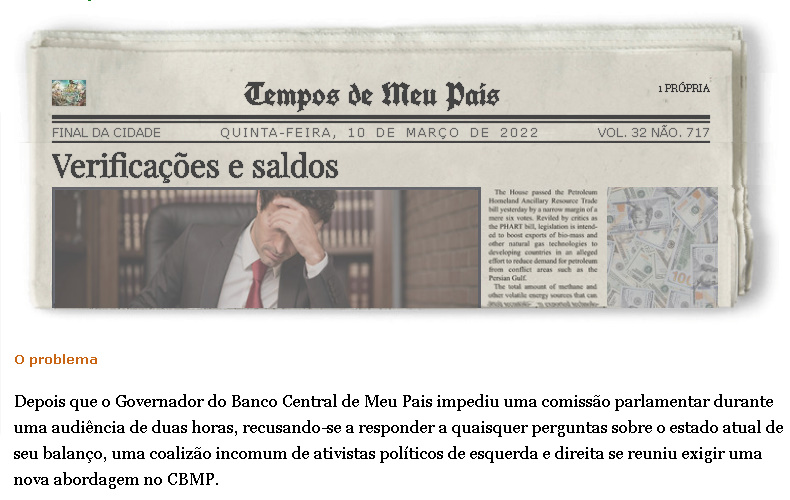 Tempos de Meu País
1 PRÓPRIA
FINAL DA CIDADE
QUINTA-FEIRA, 10 DE MARÇO DE 2022
VOL. 32 NÃO. 717
Verificações e saldos
The House passed the Petroleum
Homeland Ancillary Resource Trade
bill yesterday by a narrow margin of a
mere six votes. Reviled by critics as
the PHART bill, legislation is intend-
ed to boost exports of bio-mass and
other natural gas technologies to
developing countries in an alleged
effort to reduce demand for petroleum
from conflict areas such as the
Persian Gulf.
The total amount of methane and
other volatile energy sources that can
O problema
Depois que o Governador do Banco Central de Meu Pais impediu uma comissão parlamentar durante
uma audiência de duas horas, recusando-se a responder a quaisquer perguntas sobre o estado atual de
seu balanço, uma coalizão incomum de ativistas políticos de esquerda e direita se reuniu exigir uma
nova abordagem no CBMP.